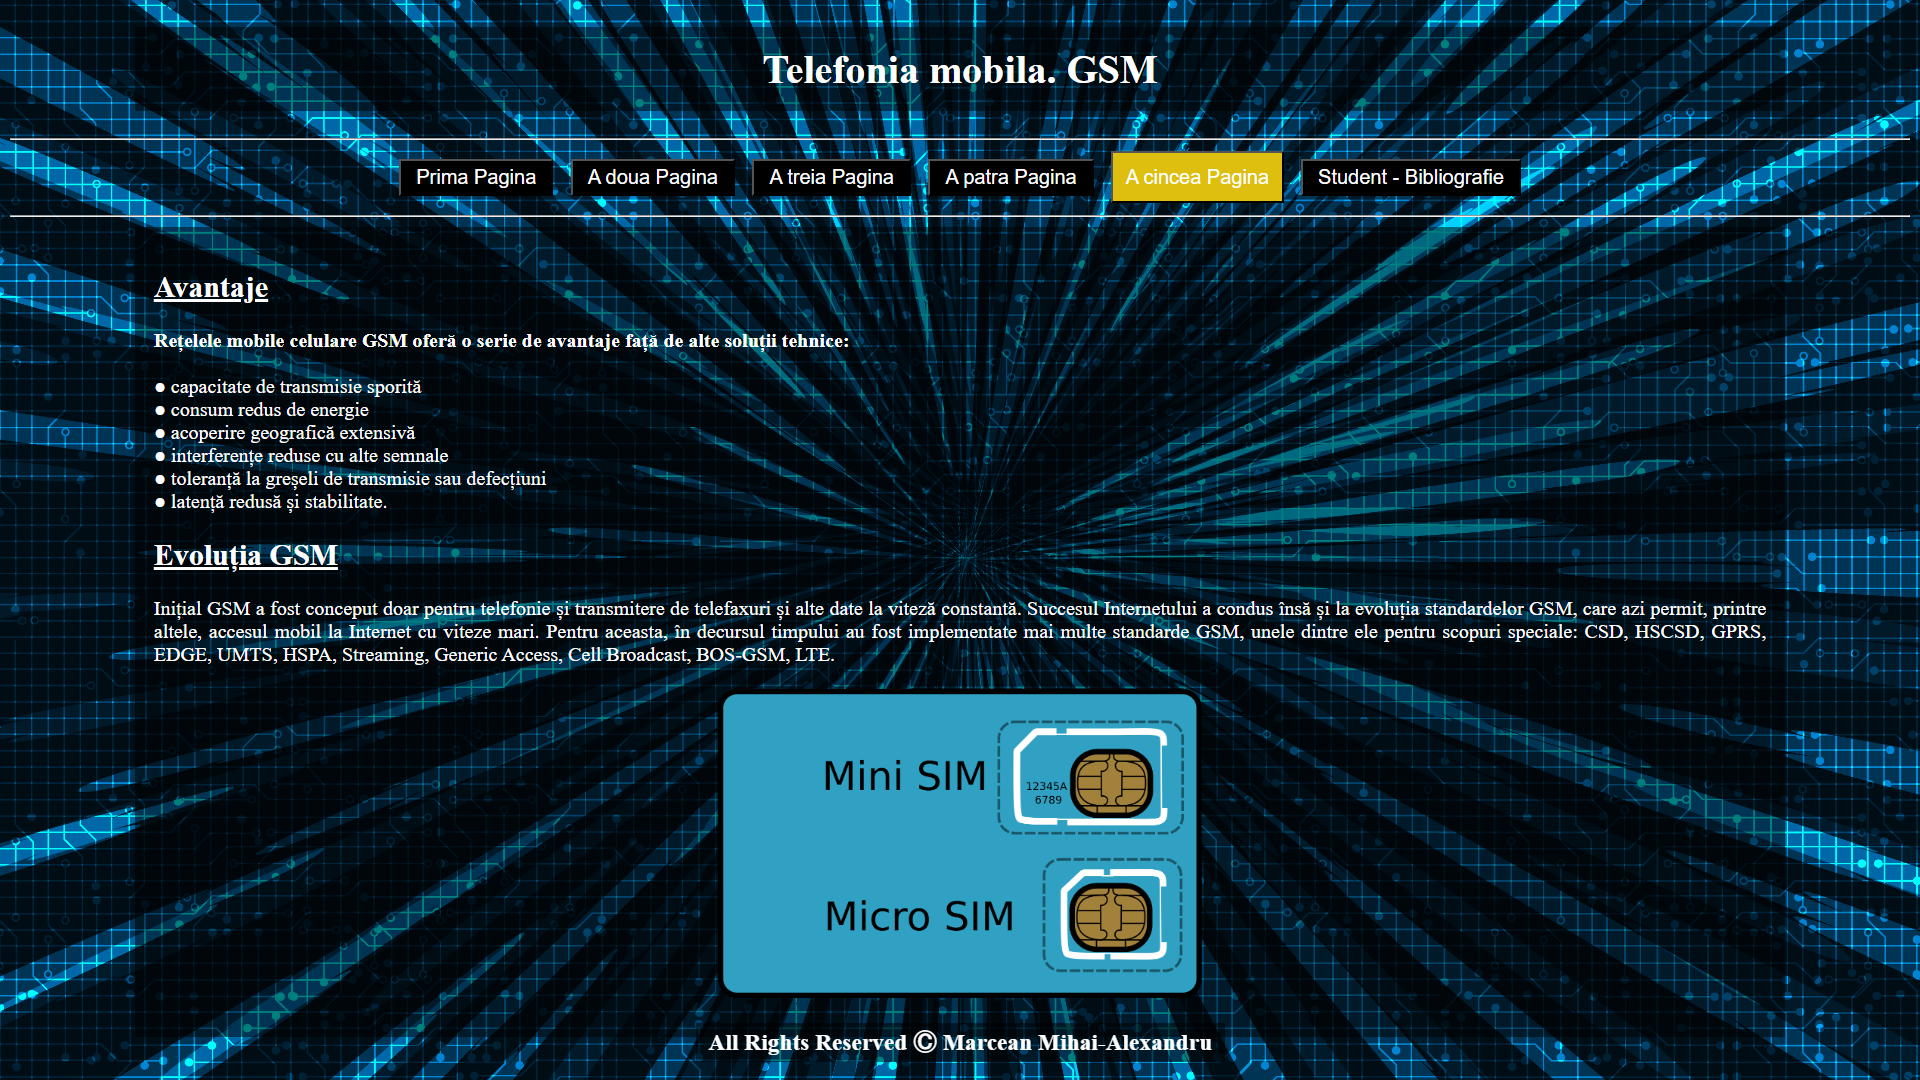 Telefonia mobila. GSM
Prima Pagina
A doua Pagina
A treia Pagina
A patra Pagina
A cincea Pagina
Student - Bibliografie
Avantaje
Rețelele mobile celulare GSM oferă o serie de avantaje față de alte soluții tehnice:
● capacitate de transmisie sporită
● consum redus de energie
● acoperire geografică extensivă
● interferențe reduse cu alte semnale
● toleranță la greșeli de transmisie sau defecțiuni
● latență redusă și stabilitate.
Evoluția GSM
Inițial GSM a fost conceput doar pentru telefonie și transmitere de telefaxuri și alte date la viteză constantă. Succesul Internetului a condus însă și la evoluția standardelor GSM, care azi permit, printre
altele, accesul mobil la Internet cu viteze mari. Pentru aceasta, în decursul timpului au fost implementate mai multe standarde GSM, unele dintre ele pentru scopuri speciale: CSD, HSCSD, GPRS,
EDGE, UMTS, HSPA, Streaming, Generic Access, Cell Broadcast, BOS-GSM, LTE.
Mini SIM
12345A
6789
Micro SIM
All Rights Reserved © Marcean Mihai-Alexandru